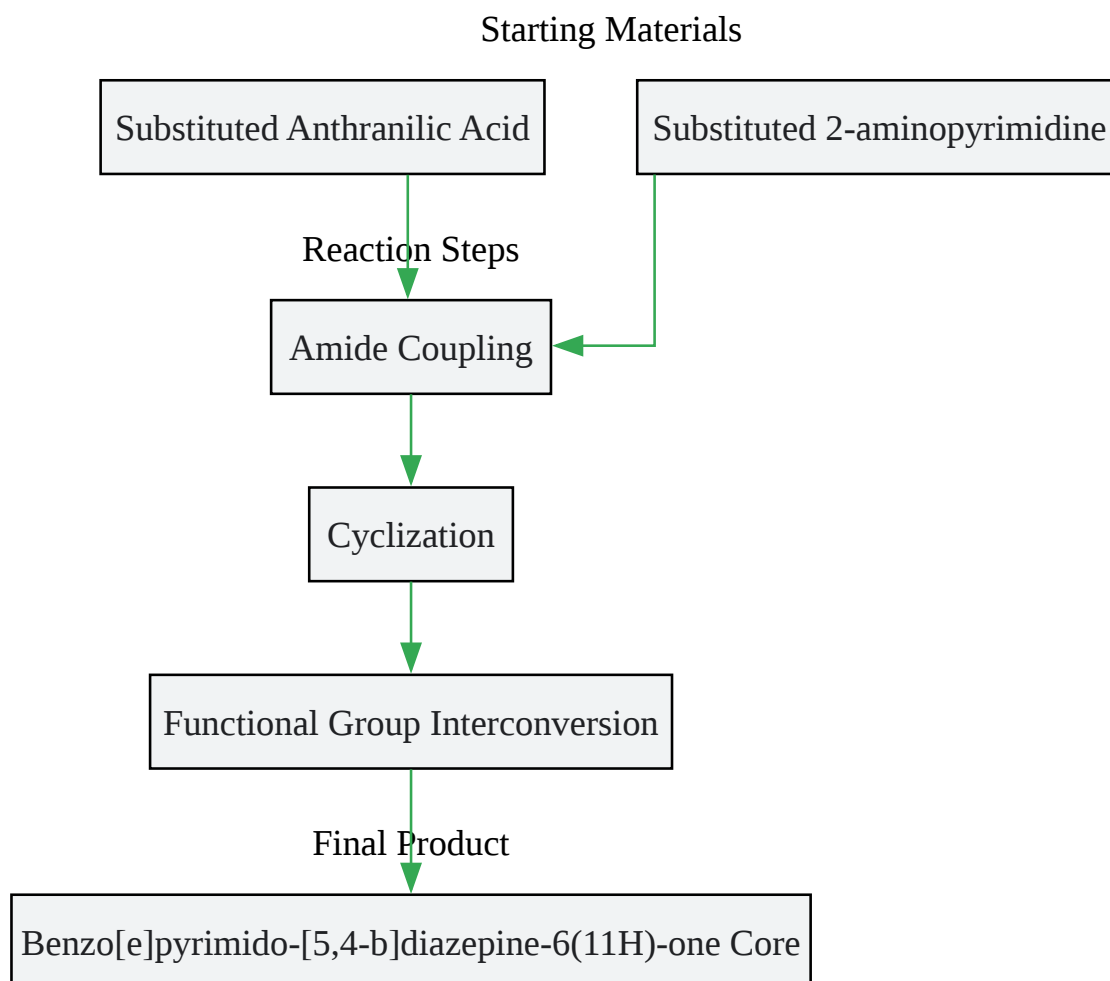 Starting Materials
Substituted Anthranilic Acid
Substituted 2-aminopyrimidine
Reaction Steps
Amide Coupling
Cyclization
Functional Group Interconversion
Final Product
Benzo[e]pyrimido-[5,4-b]diazepine-6(11H)-one Core